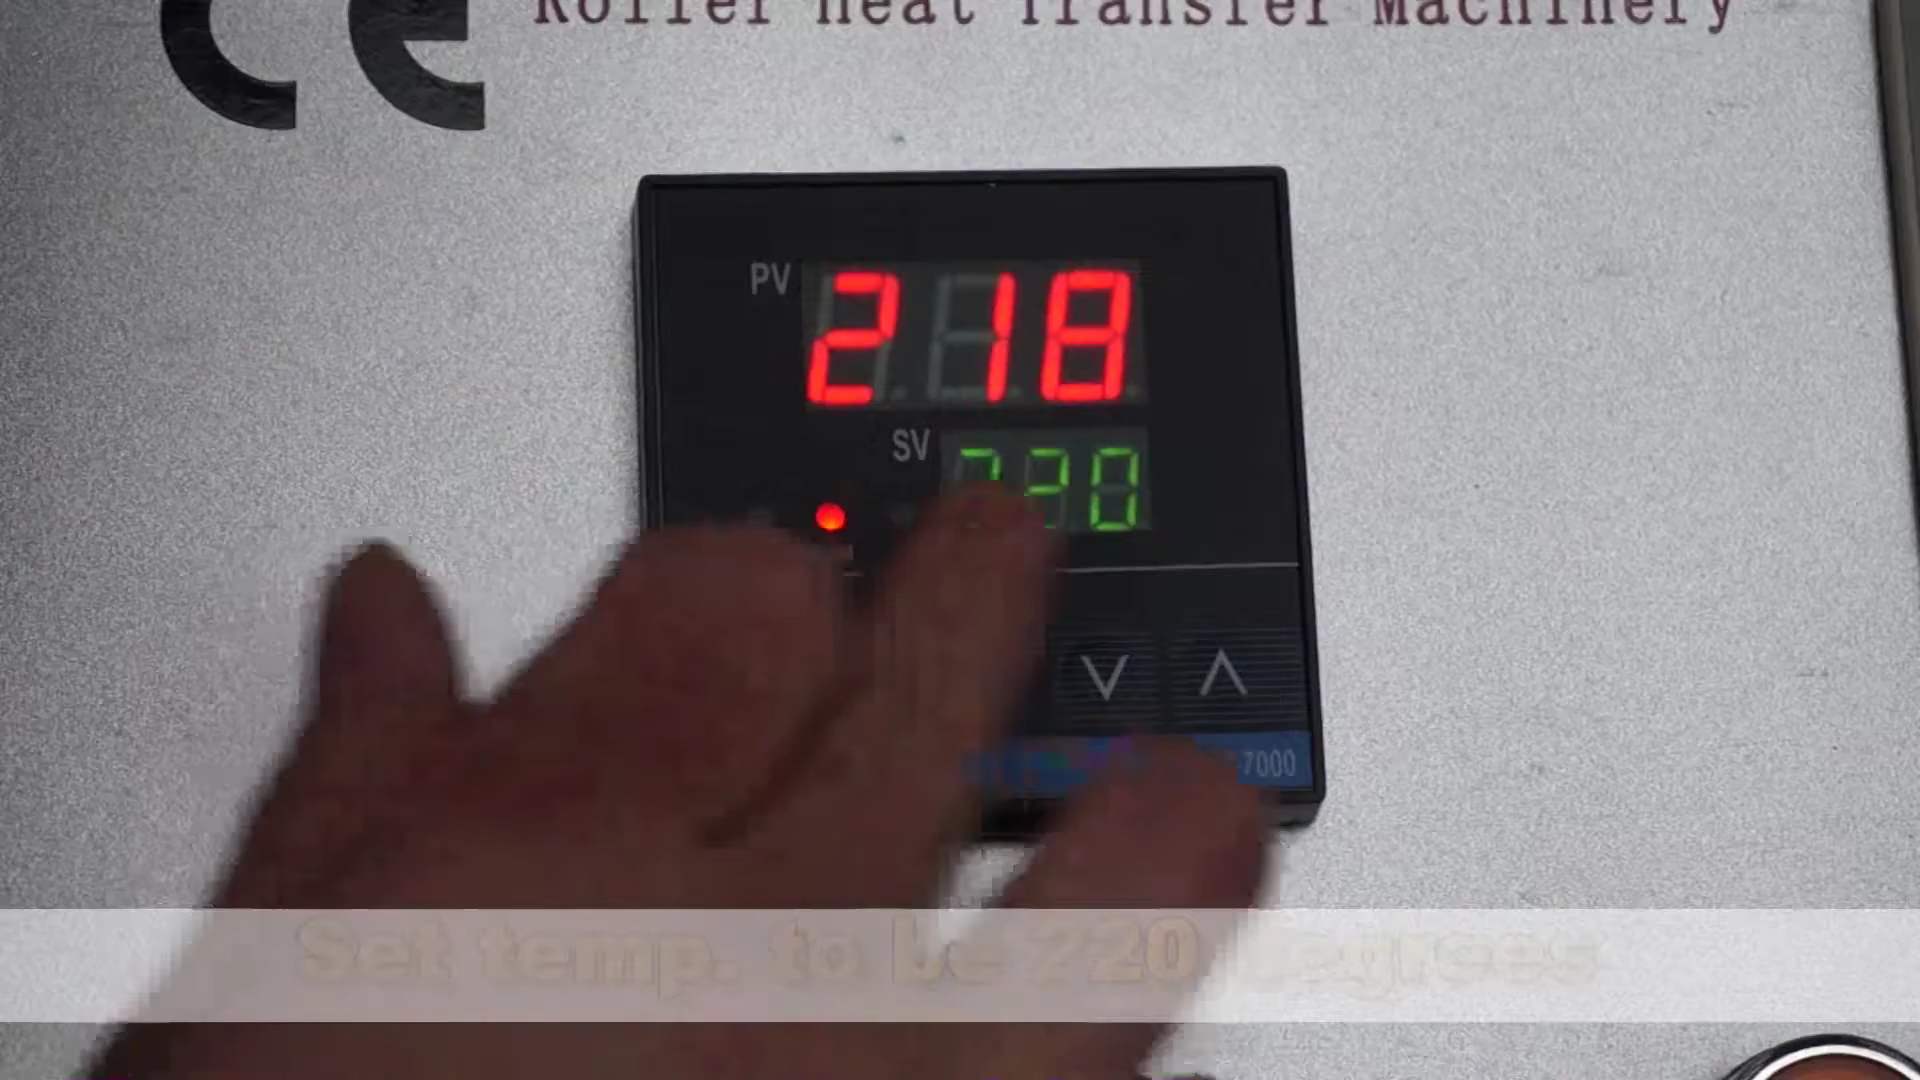 CE
Roller Heat Transfer Machinery
PV
218
SV
220
-7000
Set temp. to be 220 degrees